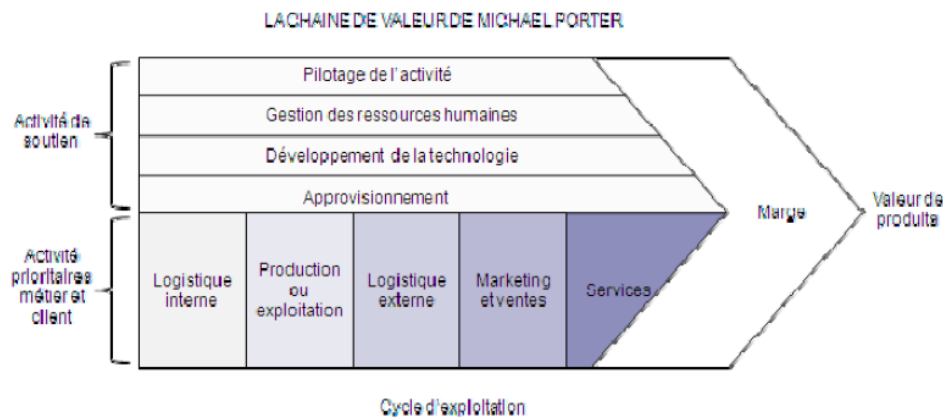 LA CHAINE DE VALEUR DE MICHAEL PORTER
Activité de
soutien
Pilotage de l'activité
Gestion des ressources humaines
Développement de la technologie
Approvisionnement
Activité
prioritaires
métier et
client
Logistique
interne
Production
ou
exploitation
Logistique
externe
Marketing
et ventes
Services
Marge
Valeur de
produits
Cycle d'exploitation